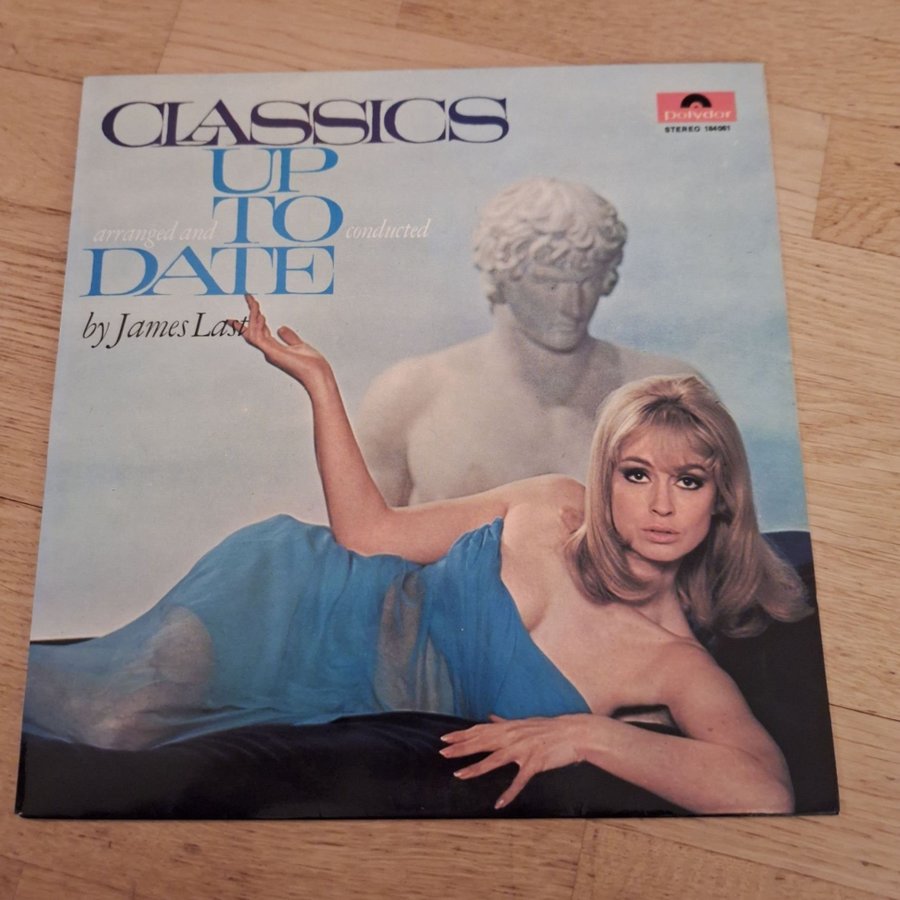 CLASSICS
UP
TO
arranged and conducted
DATE
by James Last
polydor
STEREO 184061